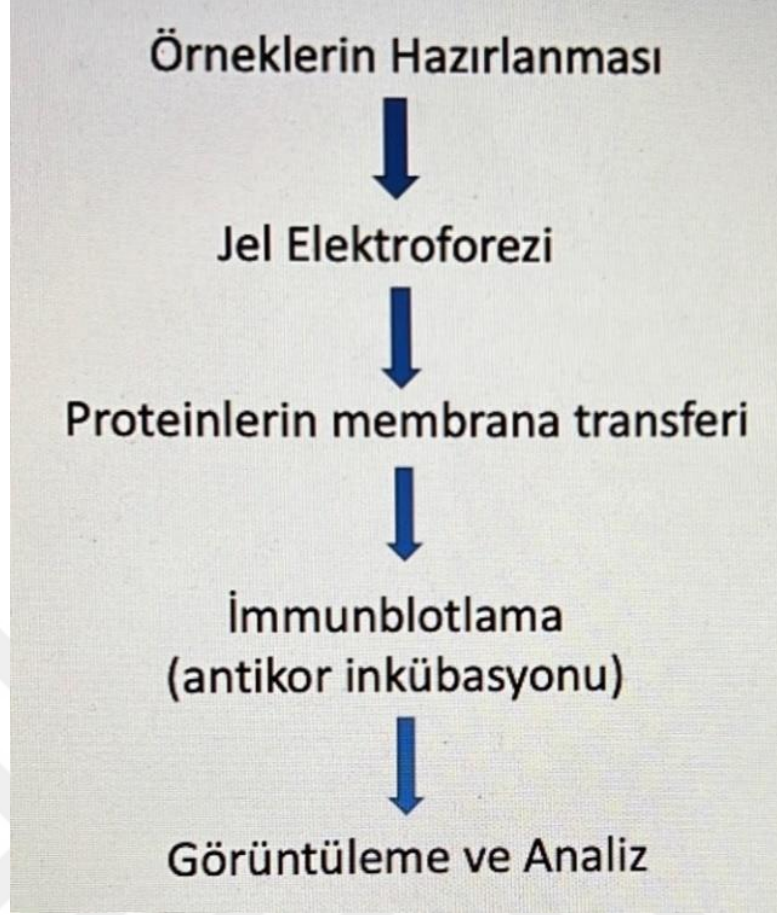 Örneklerin Hazırlanması
Jel Elektroforezi
Proteinlerin membrana transferi
İmmunblotlama
(antikor inkübasyonu)
Görüntüleme ve Analiz